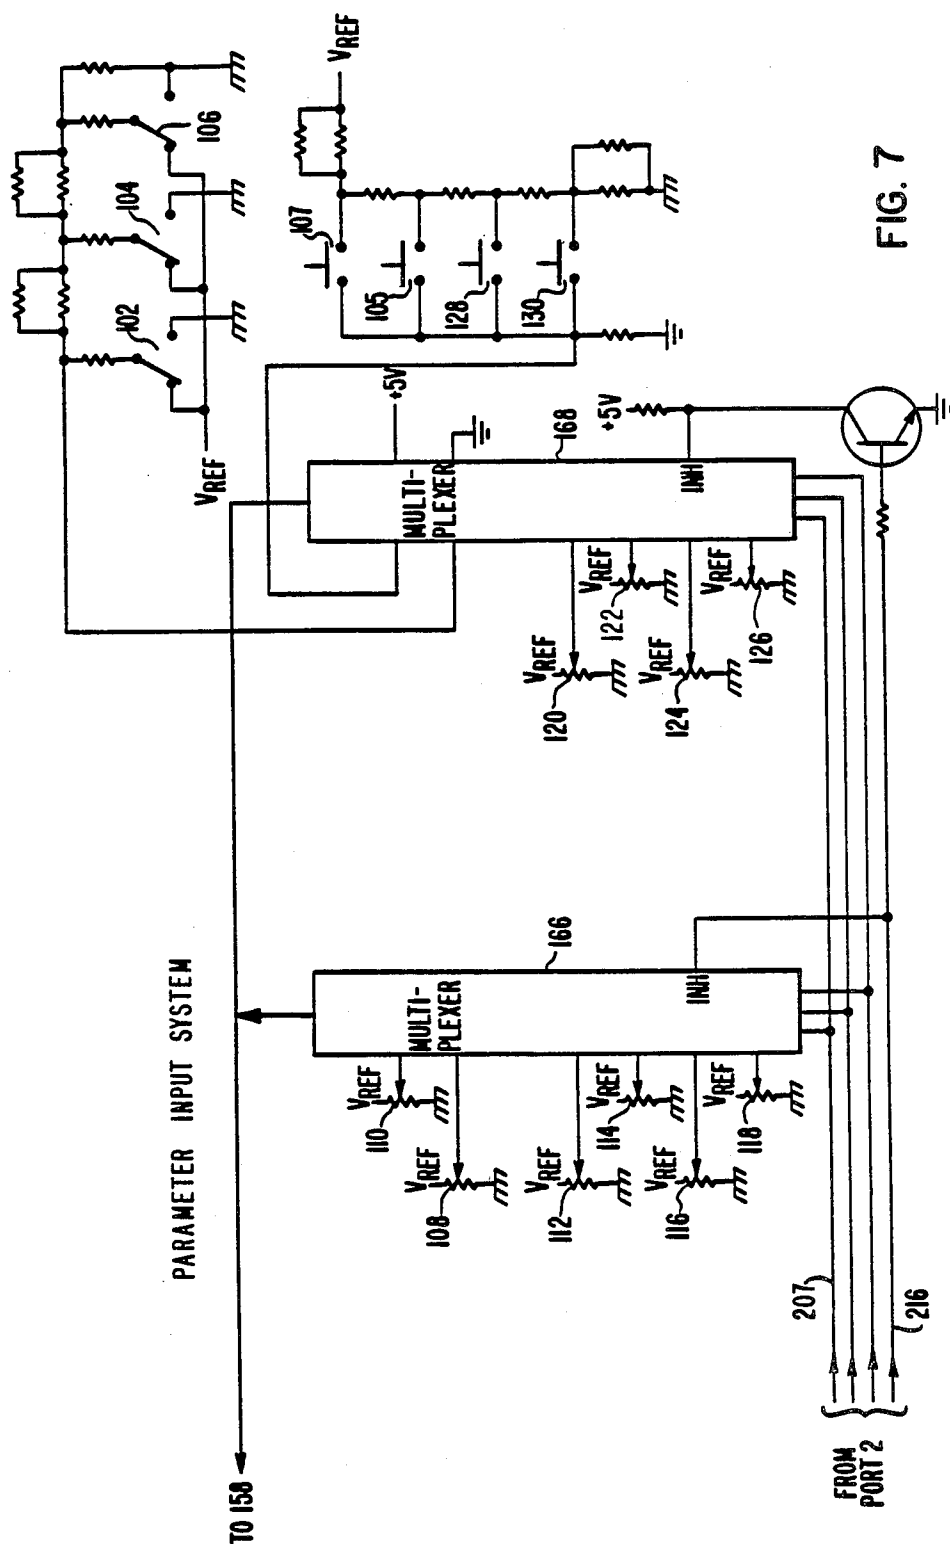 PARAMETER INPUT SYSTEM
TO 158
VREF
102
104
106
VREF
107
105
128
130
+5V
MULTI-
PLEXER
168
INH
+5V
VREF
120
VREF
122
VREF
124
VREF
126
MULTI-
PLEXER
166
INH
VREF
110
VREF
108
VREF
112
VREF
114
VREF
116
VREF
118
207
216
FROM
PORT 2
FIG. 7